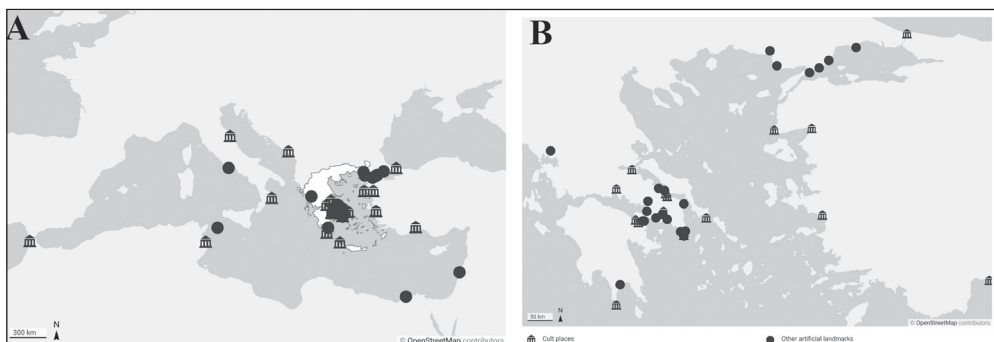 A
B
N
300 km
© OpenStreetMap contributors
N
50 km
© OpenStreetMap contributors
Cult places
Other artificial landmarks